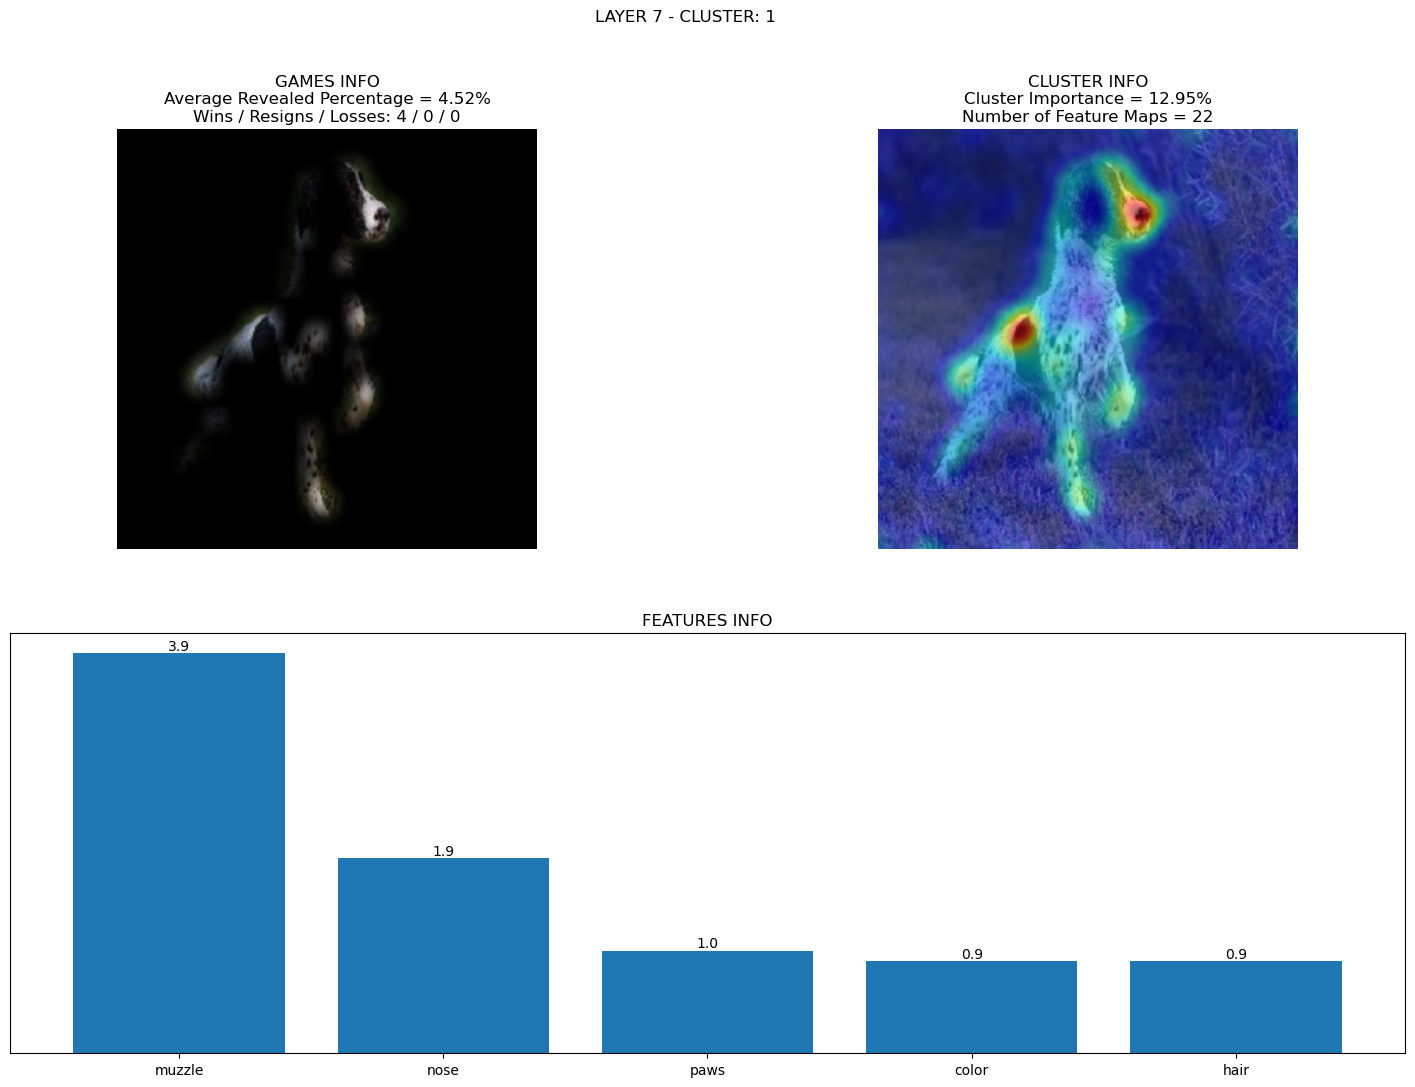 LAYER 7 - CLUSTER: 1
GAMES INFO
Average Revealed Percentage = 4.52%
Wins / Resigns / Losses: 4 / 0 / 0
CLUSTER INFO
Cluster Importance = 12.95%
Number of Feature Maps = 22
FEATURES INFO
3.9
1.9
1.0
0.9
0.9
muzzle
nose
paws
color
hair